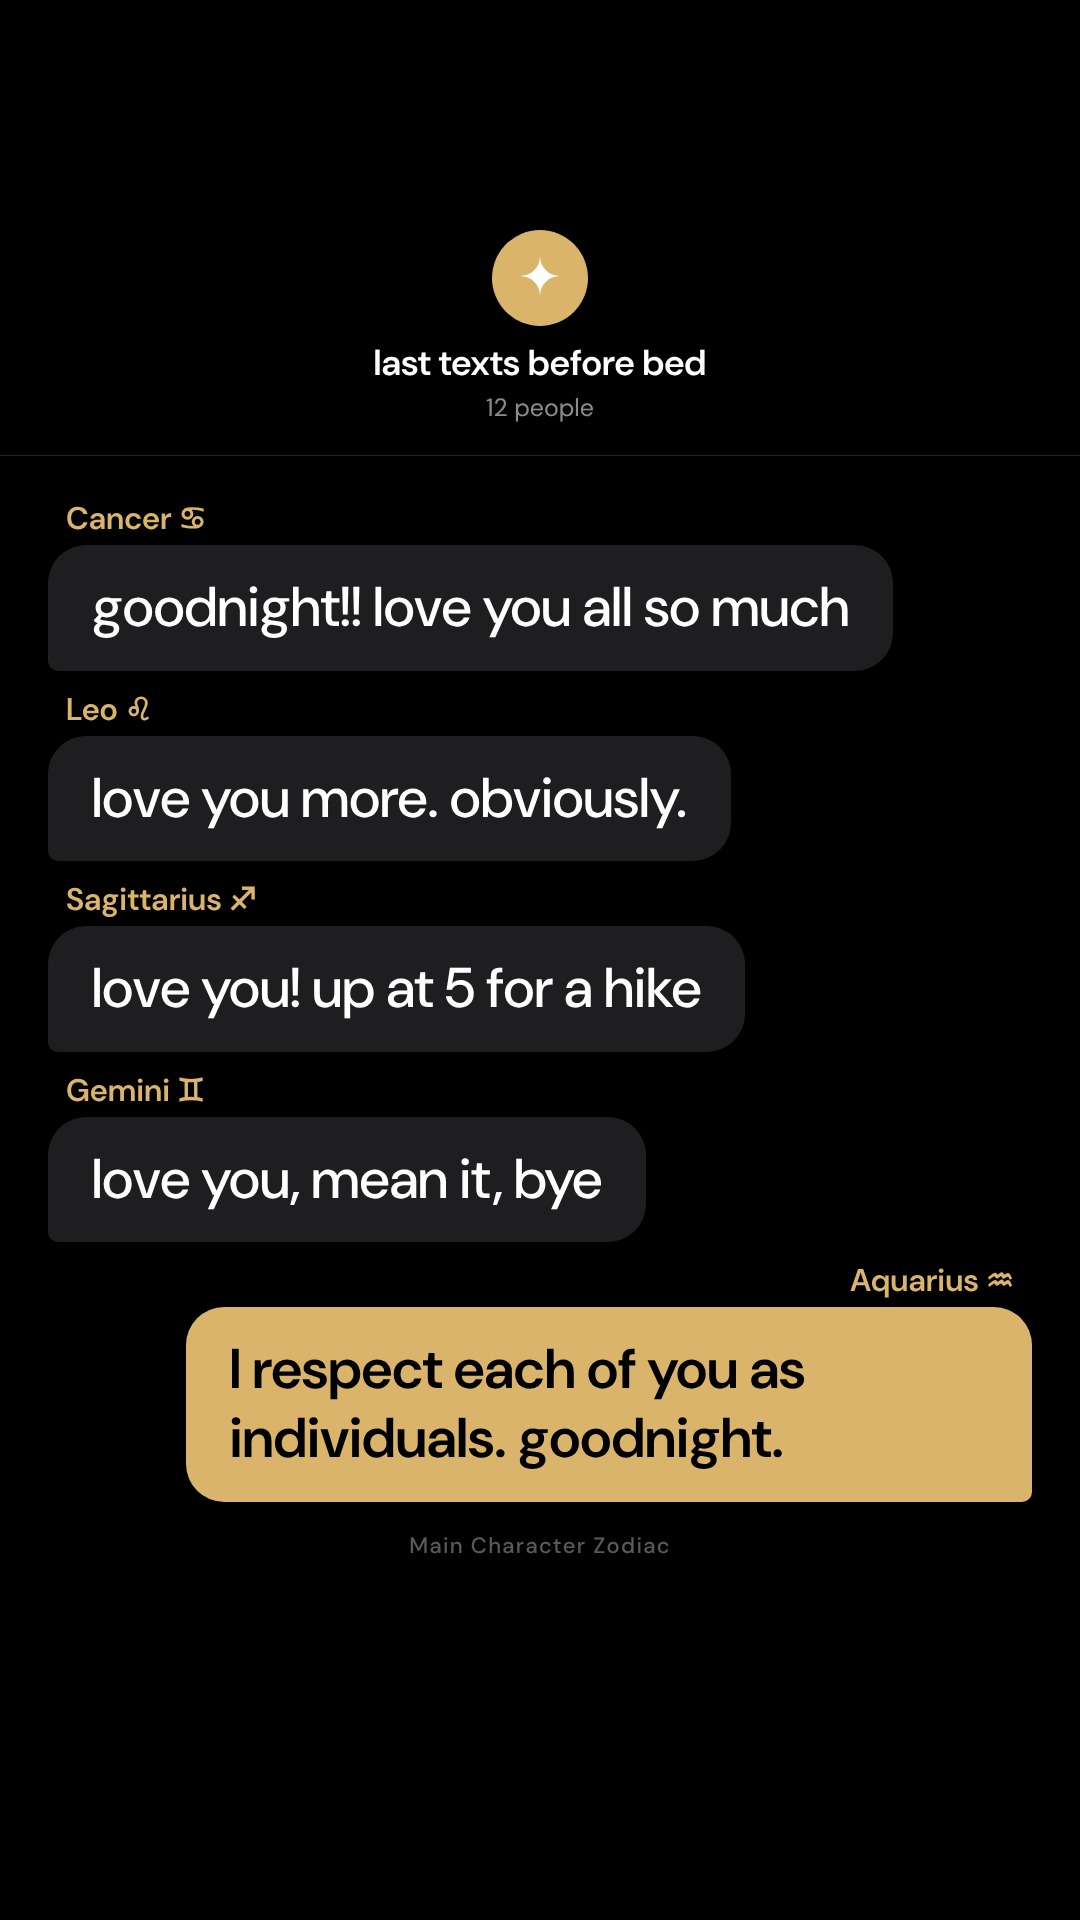 last texts before bed
12 people
Cancer ♋︎
goodnight!! love you all so much
Leo ♌︎
love you more. obviously.
Sagittarius ♐︎
love you! up at 5 for a hike
Gemini ♊︎
love you, mean it, bye
Aquarius ♒︎
I respect each of you as
individuals. goodnight.
Main Character Zodiac